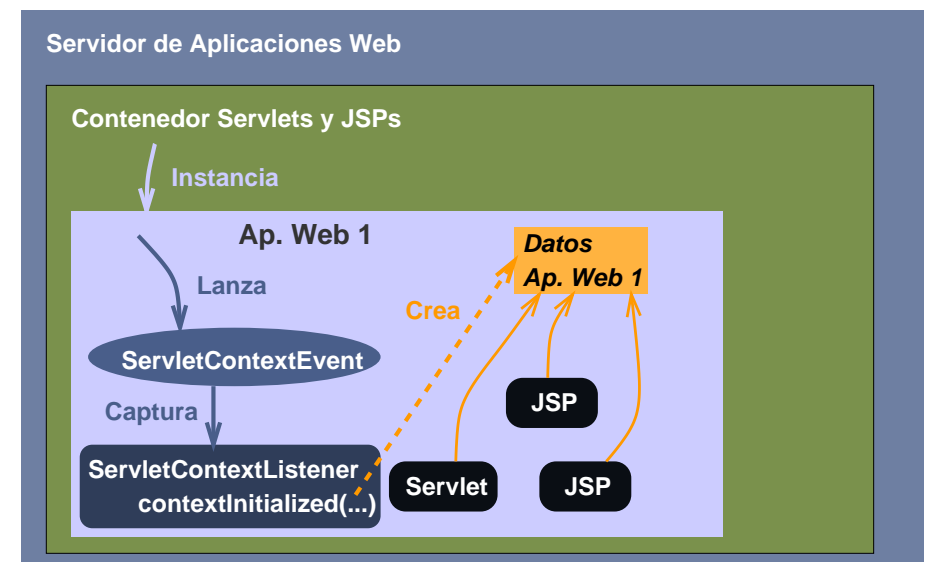 Servidor de Aplicaciones Web
Contenedor Servlets y JSPs
Instancia
Ap. Web 1
Datos
Ap. Web 1
Lanza
Crea
ServletContextEvent
Captura
JSP
ServletContextListener
contextInitialized(...)
Servlet
JSP